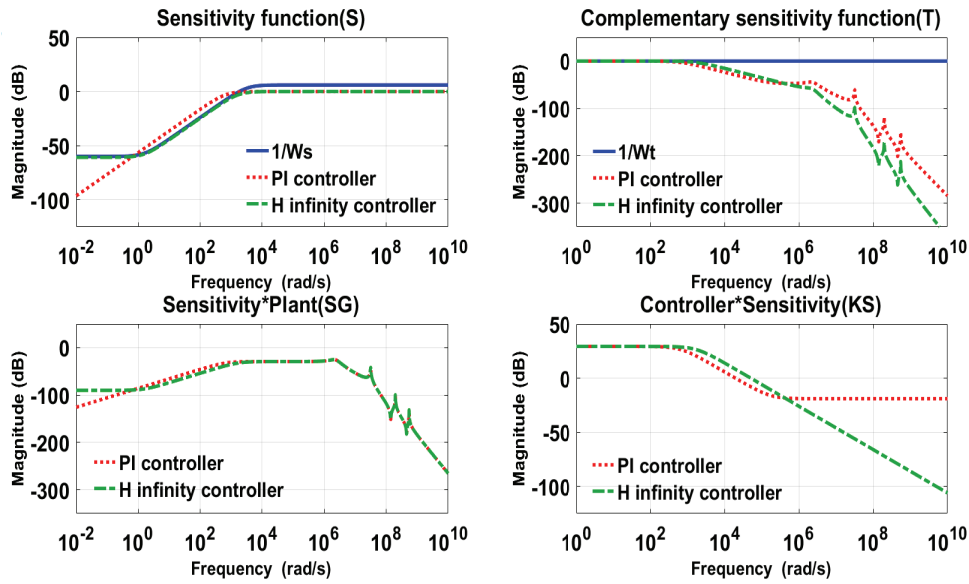 Sensitivity function(S)
Magnitude (dB)
50
0
-50
-100
1/Ws
PI controller
H infinity controller
10^-2 10^0 10^2 10^4 10^6 10^8 10^10
Frequency (rad/s)
Complementary sensitivity function(T)
Magnitude (dB)
0
-100
-200
-300
1/Wt
PI controller
H infinity controller
10^2 10^4 10^6 10^8 10^10
Frequency (rad/s)
Sensitivity*Plant(SG)
Magnitude (dB)
0
-100
-200
-300
PI controller
H infinity controller
10^-2 10^0 10^2 10^4 10^6 10^8 10^10
Frequency (rad/s)
Controller*Sensitivity(KS)
Magnitude (dB)
50
0
-50
-100
PI controller
H infinity controller
10^0 10^2 10^4 10^6 10^8 10^10
Frequency (rad/s)